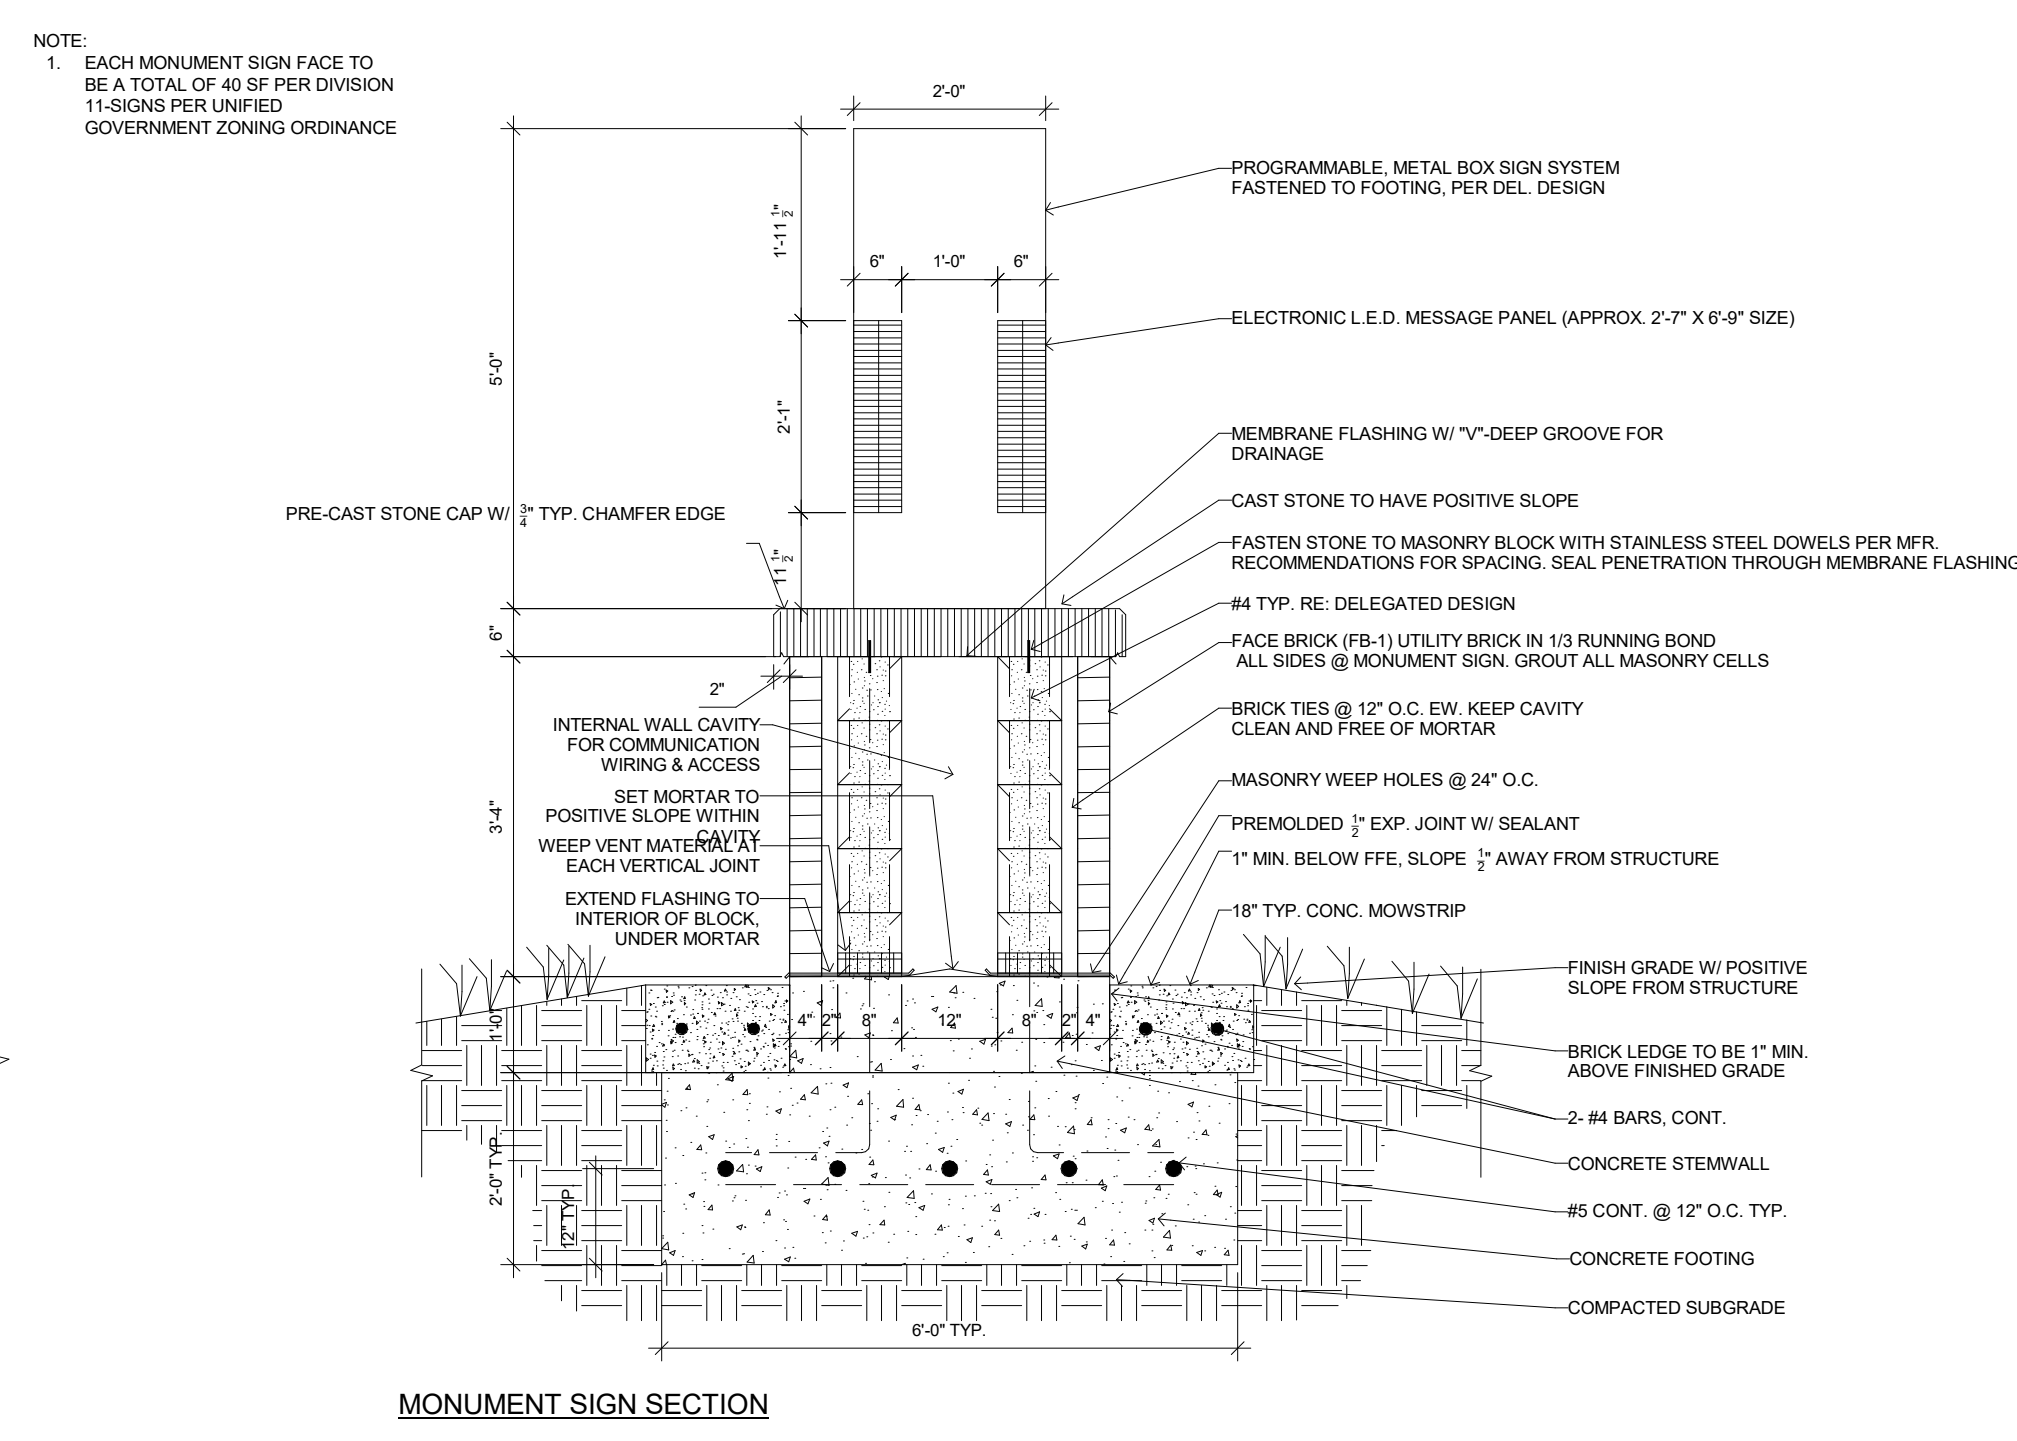 NOTE:
1. EACH MONUMENT SIGN FACE TO
BE A TOTAL OF 40 SF PER DIVISION
11-SIGNS PER UNIFIED
GOVERNMENT ZONING ORDINANCE
2'-0"
PROGRAMMABLE, METAL BOX SIGN SYSTEM
FASTENED TO FOOTING, PER DEL. DESIGN
1'-11 1/2"
6"
1'-0"
6"
ELECTRONIC L.E.D. MESSAGE PANEL (APPROX. 2'-7" X 6'-9" SIZE)
5'-0"
2'-1"
MEMBRANE FLASHING W/ "V"-DEEP GROOVE FOR
DRAINAGE
CAST STONE TO HAVE POSITIVE SLOPE
PRE-CAST STONE CAP W/ 3/4" TYP. CHAMFER EDGE
11 1/2"
FASTEN STONE TO MASONRY BLOCK WITH STAINLESS STEEL DOWELS PER MFR.
RECOMMENDATIONS FOR SPACING. SEAL PENETRATION THROUGH MEMBRANE FLASHING
#4 TYP. RE: DELEGATED DESIGN
6"
FACE BRICK (FB-1) UTILITY BRICK IN 1/3 RUNNING BOND
ALL SIDES @ MONUMENT SIGN. GROUT ALL MASONRY CELLS
2"
BRICK TIES @ 12" O.C. EW. KEEP CAVITY
CLEAN AND FREE OF MORTAR
INTERNAL WALL CAVITY
FOR COMMUNICATION
WIRING & ACCESS
MASONRY WEEP HOLES @ 24" O.C.
SET MORTAR TO
POSITIVE SLOPE WITHIN
CAVITY
3'-4"
PREMOLDED 1/2" EXP. JOINT W/ SEALANT
WEEP VENT MATERIAL AT
EACH VERTICAL JOINT
1" MIN. BELOW FFE, SLOPE 1/2" AWAY FROM STRUCTURE
EXTEND FLASHING TO
INTERIOR OF BLOCK,
UNDER MORTAR
18" TYP. CONC. MOWSTRIP
FINISH GRADE W/ POSITIVE
SLOPE FROM STRUCTURE
1'-0"
4"
2"
8"
12"
8"
2"
4"
BRICK LEDGE TO BE 1" MIN.
ABOVE FINISHED GRADE
2- #4 BARS, CONT.
CONCRETE STEMWALL
2'-0" TYP.
12" TYP.
#5 CONT. @ 12" O.C. TYP.
CONCRETE FOOTING
COMPACTED SUBGRADE
6'-0" TYP.
MONUMENT SIGN SECTION